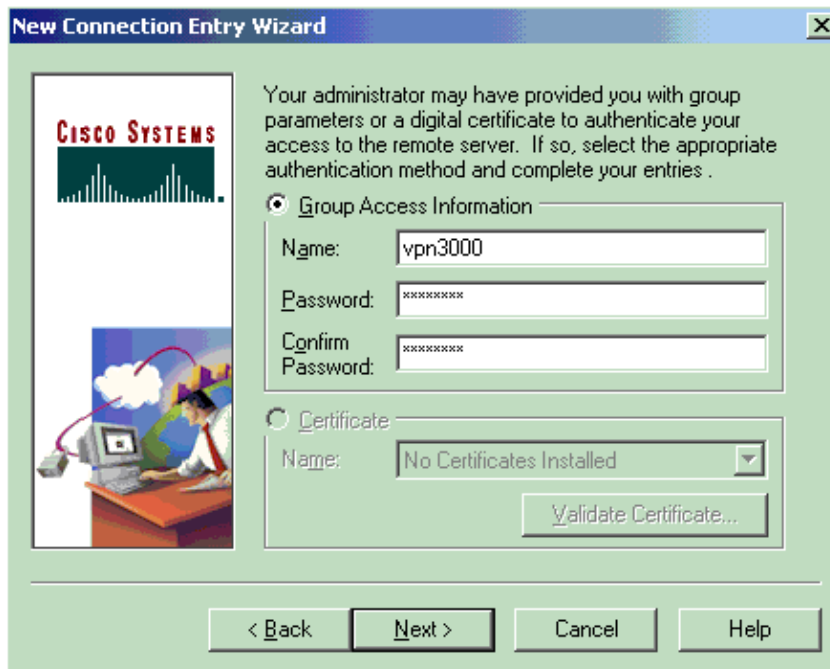 New Connection Entry Wizard
CISCO SYSTEMS
Your administrator may have provided you with group
parameters or a digital certificate to authenticate your
access to the remote server.  If so, select the appropriate
authentication method and complete your entries .
Group Access Information
Name: vpn3000
Password: ********
Confirm
Password: ********
Certificate
Name: No Certificates Installed
Validate Certificate...
< Back Next > Cancel Help